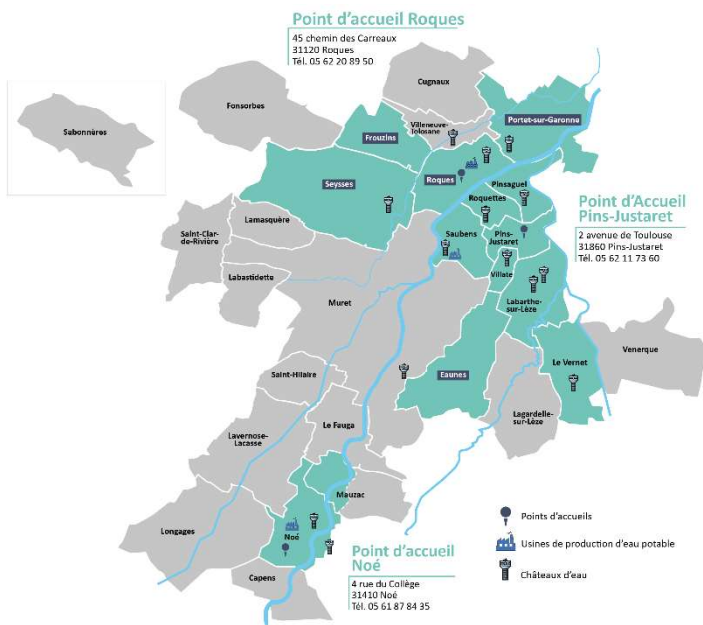 Point d'accueil Roques
45 chemin des Carreaux
31120 Roques
Tél. 05 62 20 89 50
Cugnaux
Fonsorbes
Sabonnères
Villeneuve-
Tolosane
Portet-sur-Garonne
Frouzins
Seysses
Roques
Pinsaguel
Roquettes
Point d'Accueil
Pins-Justaret
2 avenue de Toulouse
31860 Pins-Justaret
Tél. 05 62 11 73 60
Saint-Clar-
de-Rivière
Lamasquère
Saubens
Pins-
Justaret
Labastidette
Villate
Muret
Labarthe-
sur-Lèze
Venerque
Le Vernet
Saint-Hilaire
Eaunes
Lagardelle-
sur-Lèze
Le Fauga
Lavernose-
Lacasse
Mauzac
Longages
Noé
Capens
Point d'accueil
Noé
4 rue du Collège
31410 Noé
Tél. 05 61 87 84 35
Points d'accueils
Usines de production d'eau potable
Châteaux d'eau